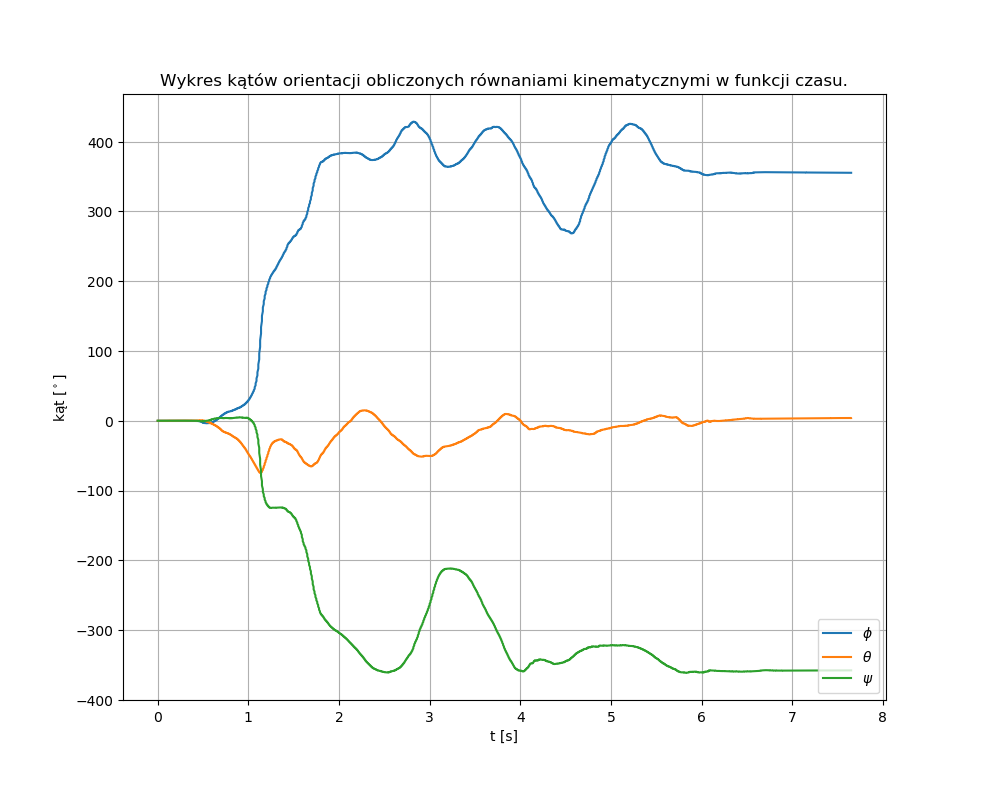 Wykres kątów orientacji obliczonych równaniami kinematycznymi w funkcji czasu.
kąt [°]
400
300
200
100
0
−100
−200
−300
−400
0 1 2 3 4 5 6 7 8
t [s]
ϕ
θ
ψ